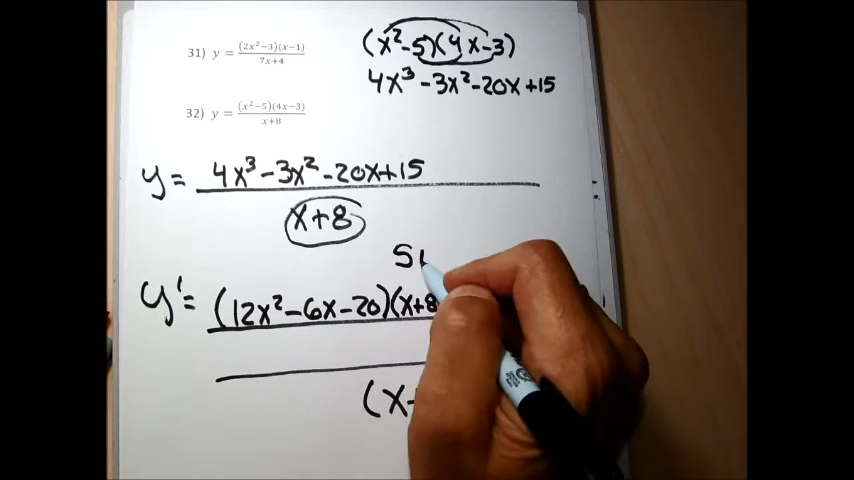 31) y = (2x²−3)(x−1) / 7x+4
(x²-5)(4x-3)
4x³-3x²-20x+15
32) y = (x²−5)(4x−3) / x+8
y = 4x³-3x²-20x+15 / x+8
y' = (12x²-6x-20)(x+8
(x